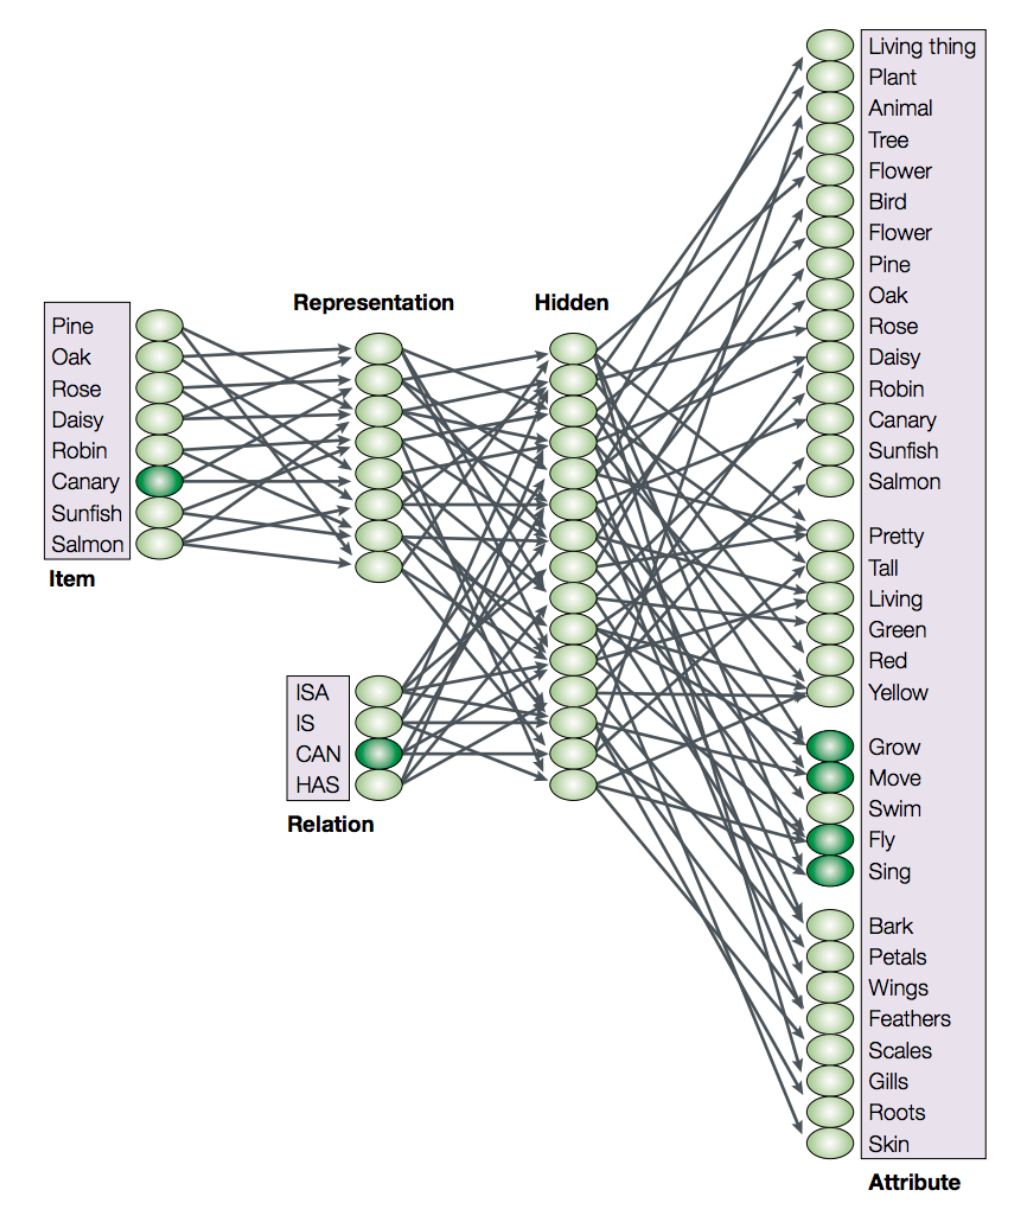 Living thing
Plant
Animal
Tree
Flower
Bird
Flower
Pine
Oak
Rose
Daisy
Robin
Canary
Sunfish
Salmon
Pretty
Tall
Living
Green
Red
Yellow
Grow
Move
Swim
Fly
Sing
Bark
Petals
Wings
Feathers
Scales
Gills
Roots
Skin
Attribute
Representation
Hidden
Pine
Oak
Rose
Daisy
Robin
Canary
Sunfish
Salmon
Item
ISA
IS
CAN
HAS
Relation